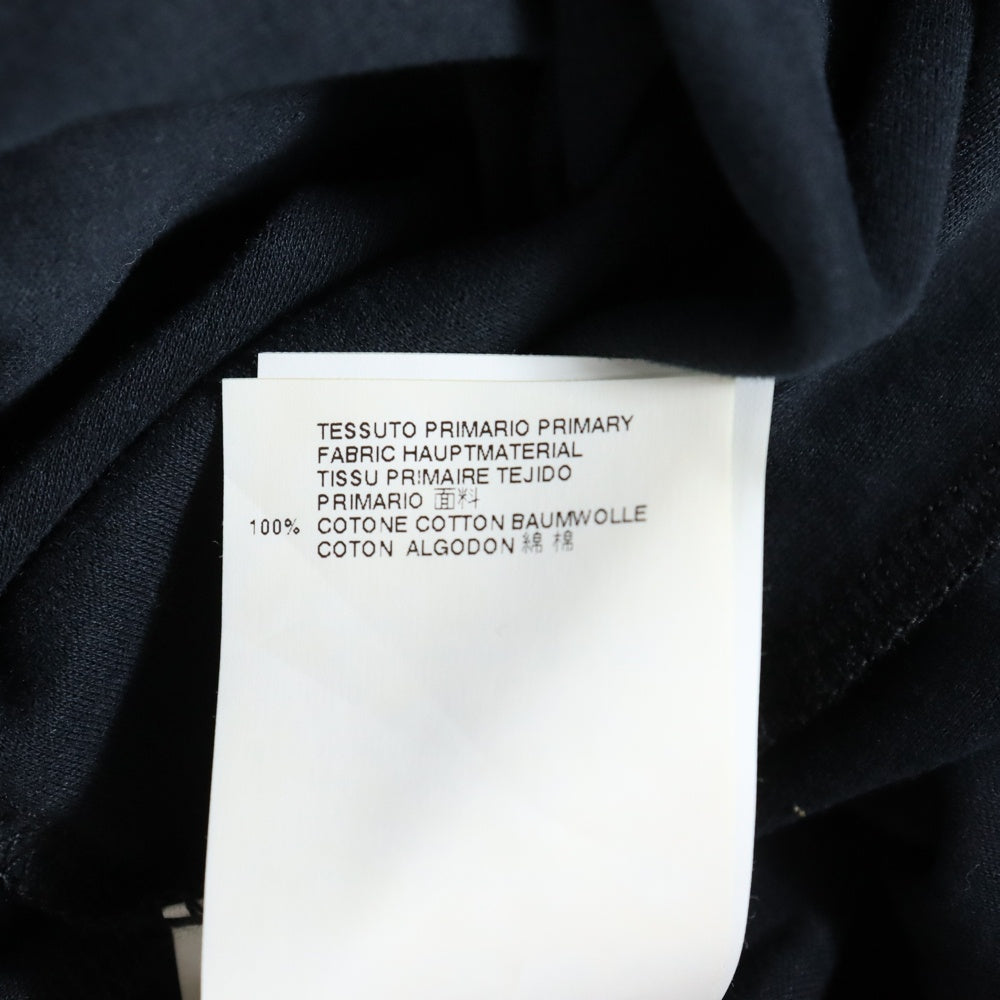 TESSUTO PRIMARIO PRIMARY
FABRIC HAUPTMATERIAL
TISSU PRIMAIRE TEJIDO
PRIMARIO 面料
100% COTONE COTTON BAUMWOLLE
COTON ALGODON 綿 棉